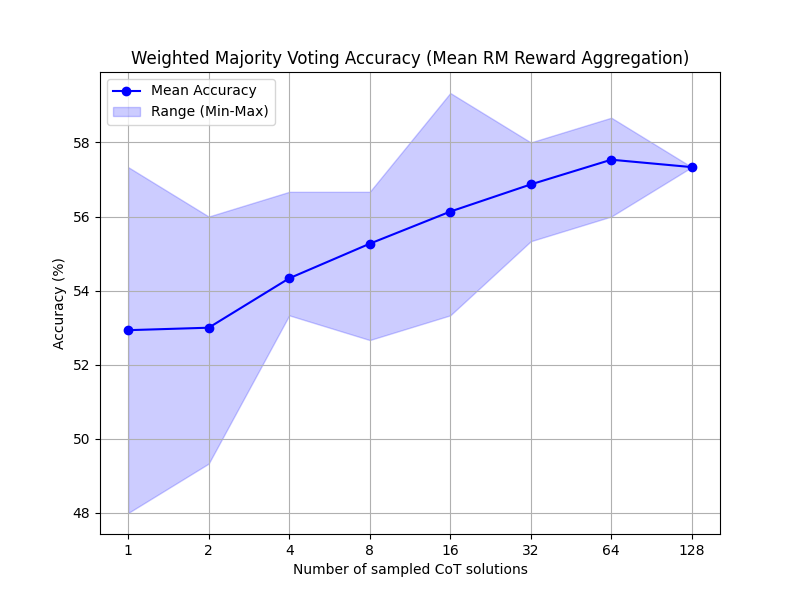 Weighted Majority Voting Accuracy (Mean RM Reward Aggregation)
Mean Accuracy
Range (Min-Max)
58
56
54
52
50
48
Accuracy (%)
1 2 4 8 16 32 64 128
Number of sampled CoT solutions